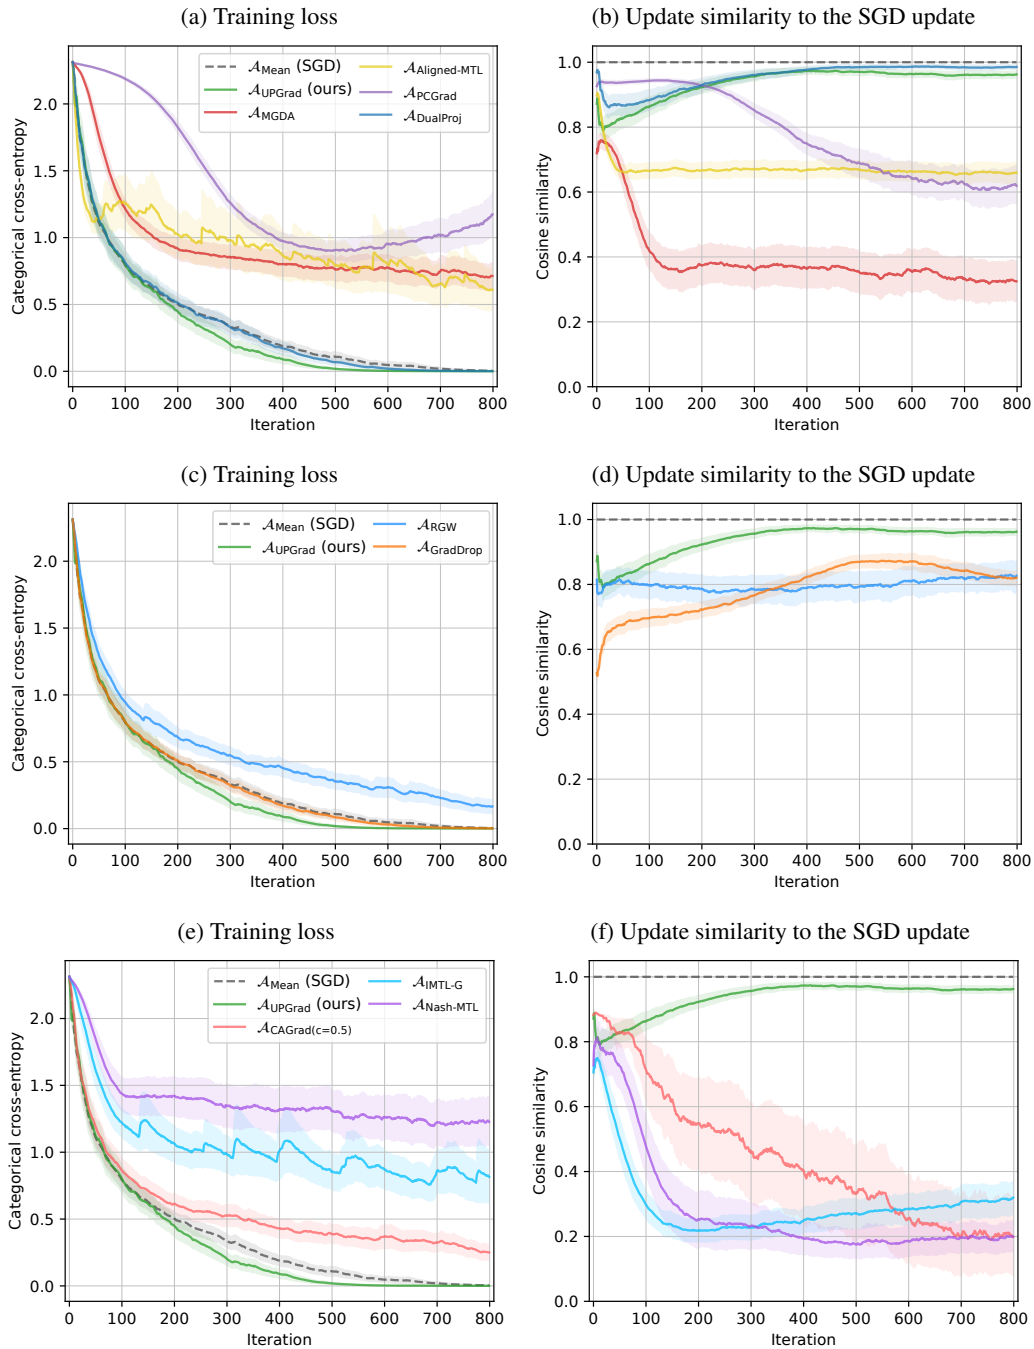 (a) Training loss
(b) Update similarity to the SGD update
Categorical cross-entropy
2.0
1.5
1.0
0.5
0.0
0 100 200 300 400 500 600 700 800
Iteration
𝒜Mean (SGD)
𝒜UPGrad (ours)
𝒜MGDA
𝒜Aligned-MTL
𝒜PCGrad
𝒜DualProj
Cosine similarity
1.0
0.8
0.6
0.4
0.2
0.0
0 100 200 300 400 500 600 700 800
Iteration
(c) Training loss
(d) Update similarity to the SGD update
Categorical cross-entropy
2.0
1.5
1.0
0.5
0.0
0 100 200 300 400 500 600 700 800
Iteration
𝒜Mean (SGD)
𝒜UPGrad (ours)
𝒜RGW
𝒜GradDrop
Cosine similarity
1.0
0.8
0.6
0.4
0.2
0.0
0 100 200 300 400 500 600 700 800
Iteration
(e) Training loss
(f) Update similarity to the SGD update
Categorical cross-entropy
2.0
1.5
1.0
0.5
0.0
0 100 200 300 400 500 600 700 800
Iteration
𝒜Mean (SGD)
𝒜UPGrad (ours)
𝒜CAGrad(c=0.5)
𝒜IMTL-G
𝒜Nash-MTL
Cosine similarity
1.0
0.8
0.6
0.4
0.2
0.0
0 100 200 300 400 500 600 700 800
Iteration